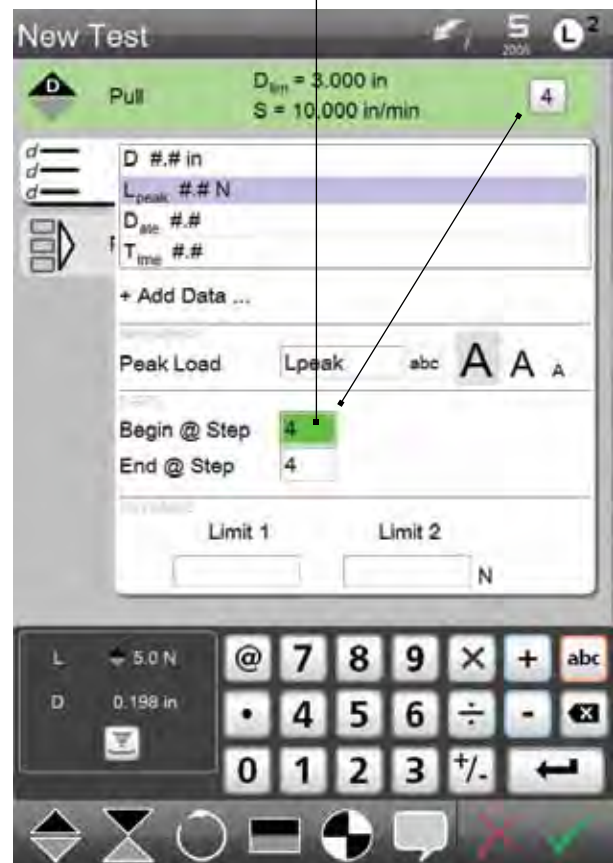 New Test S 2005 L 2
Pull Dlim = 3.000 in 4
S = 10.000 in/min
d D #.# in
d Lpeak #.# N
d Date #.#
Time #.#
+ Add Data ...
Peak Load Lpeak abc A A A
Begin @ Step 4
End @ Step 4
Limit 1 Limit 2
N
L 5.0 N @ 7 8 9 × + abc
D 0.198 in • 4 5 6 ÷ -
0 1 2 3 +/-